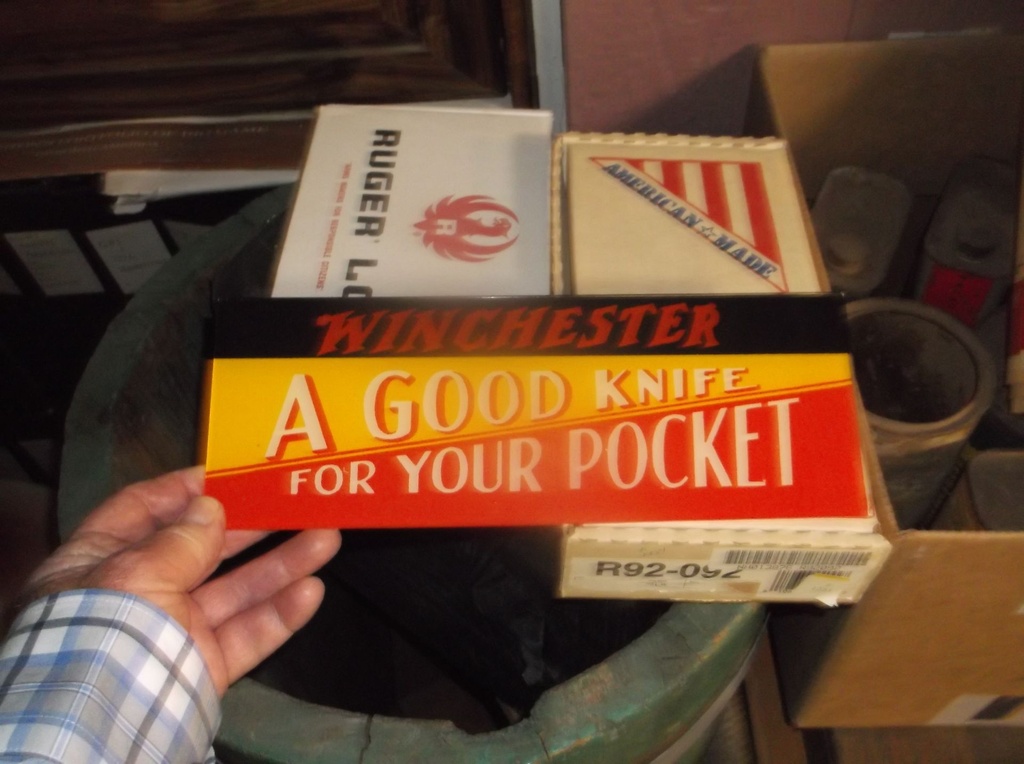 RUGER
AMERICAN MADE
WINCHESTER
A GOOD KNIFE
FOR YOUR POCKET
R92-092